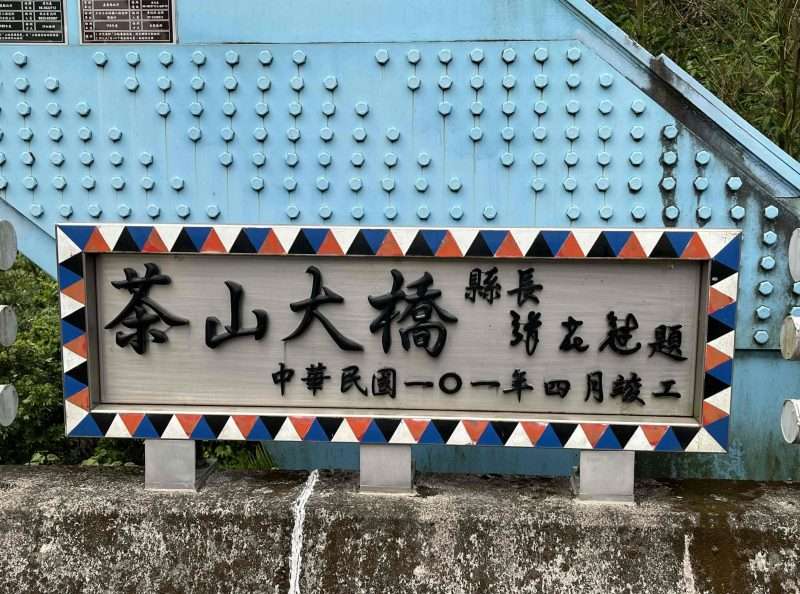 茶山大橋
縣長
張花冠題
中華民國一〇一年四月竣工